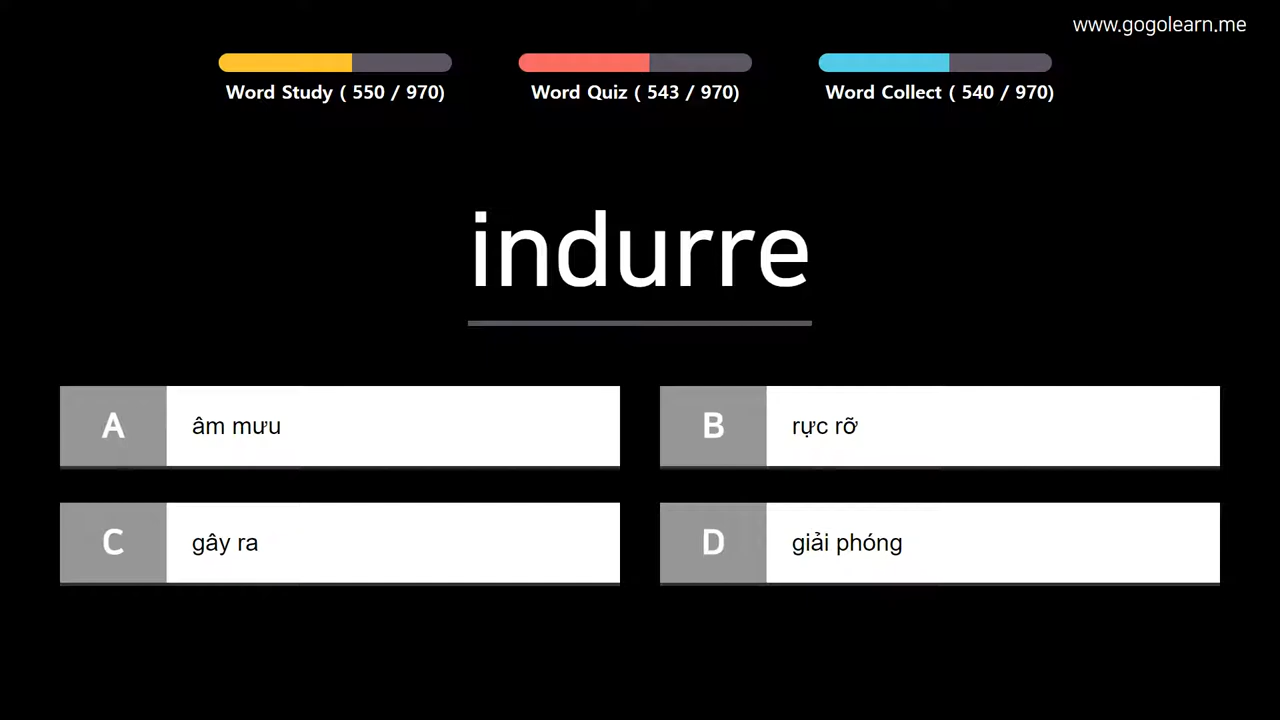 www.gogolearn.me
Word Study ( 550 / 970)
Word Quiz ( 543 / 970)
Word Collect ( 540 / 970)
indurre
A
âm mưu
B
rực rỡ
C
gây ra
D
giải phóng